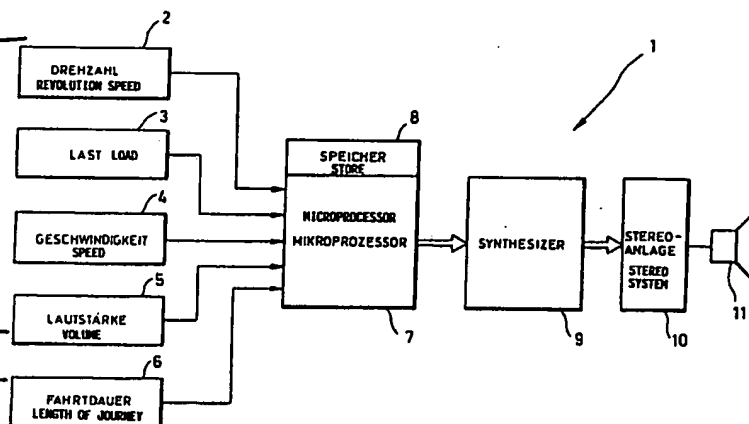 2
DREHZAHL
REVOLUTION SPEED
3
LAST LOAD
4
GESCHWINDIGKEIT
SPEED
5
LAUTSTÄRKE
VOLUME
6
FAHRTDAUER
LENGTH OF JOURNEY
8
SPEICHER
STORE
MICROPROCESSOR
MIKROPROZESSOR
7
SYNTHESIZER
9
1
STEREO-
ANLAGE
STEREO
SYSTEM
10
11